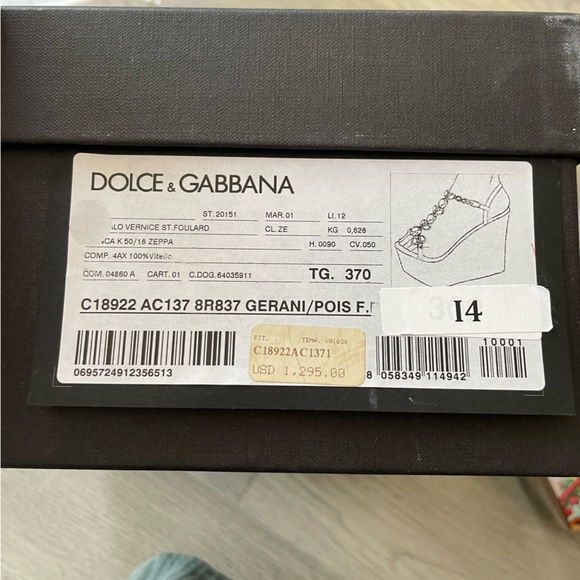 DOLCE & GABBANA
ST. 20151 MAR. 01 LI. 12
LO VERNICE ST.FOULARD CL. ZE KG 0,628
CA K 50/18 ZEPPA H. 0090 CV. 050
COMP. 4AX 100%Vitello
COM. 04860 A CART. 01 C.DOG. 64035911 TG. 370
C18922 AC137 8R837 GERANI/POIS F.
I4
10001
FIT.
C18922AC1371
USD 1,295.00
0695724912356513
8 058349 114942